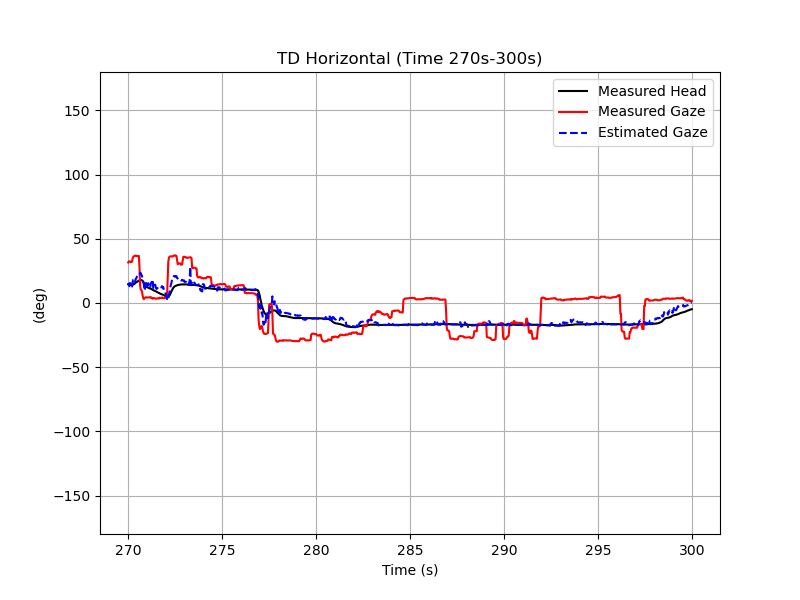 TD Horizontal (Time 270s-300s)
Measured Head
Measured Gaze
Estimated Gaze
150
100
50
0
−50
−100
−150
(deg)
270 275 280 285 290 295 300
Time (s)